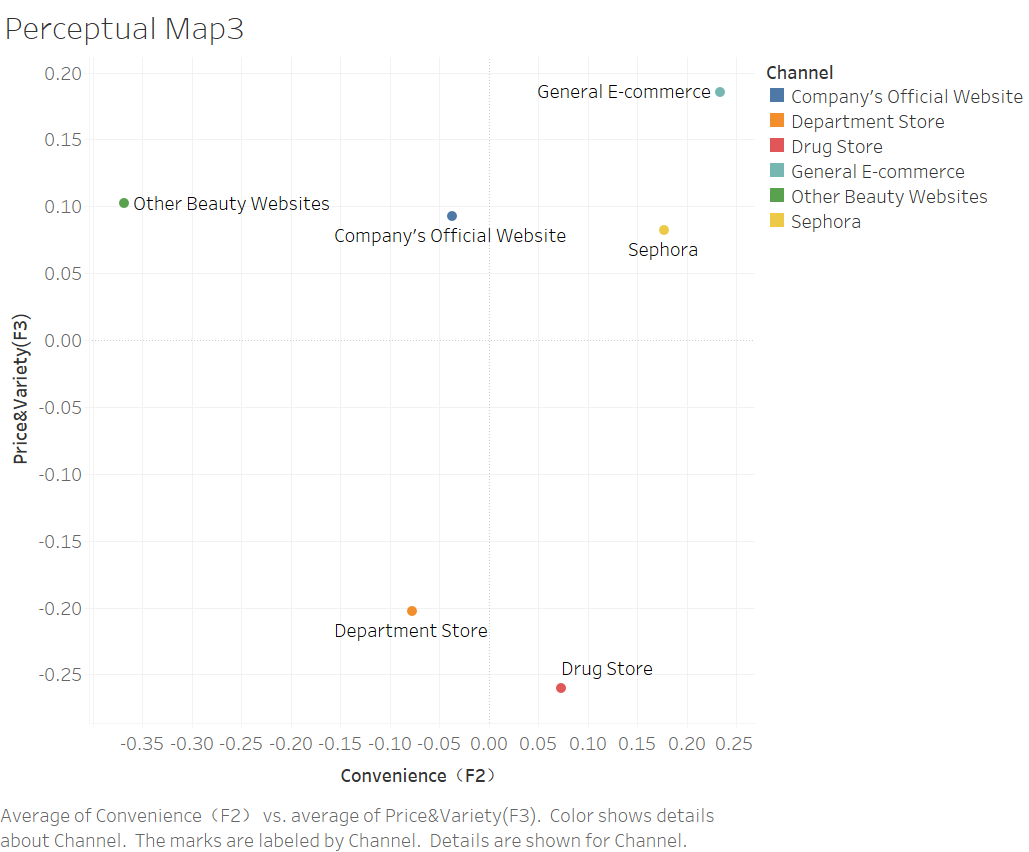 Perceptual Map3
Channel
Company's Official Website
Department Store
Drug Store
General E-commerce
Other Beauty Websites
Sephora
0.20
0.15
0.10
0.05
0.00
-0.05
-0.10
-0.15
-0.20
-0.25
Price&Variety(F3)
General E-commerce
Other Beauty Websites
Company's Official Website
Sephora
Department Store
Drug Store
-0.35 -0.30 -0.25 -0.20 -0.15 -0.10 -0.05 0.00 0.05 0.10 0.15 0.20 0.25
Convenience（F2）
Average of Convenience（F2） vs. average of Price&Variety(F3).  Color shows details
about Channel.  The marks are labeled by Channel.  Details are shown for Channel.